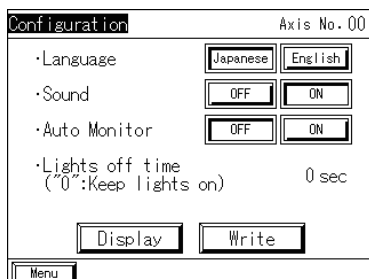 Configuration Axis No.00
·Language Japanese English
·Sound OFF ON
·Auto Monitor OFF ON
·Lights off time
("0":Keep lights on) 0 sec
Display Write
Menu